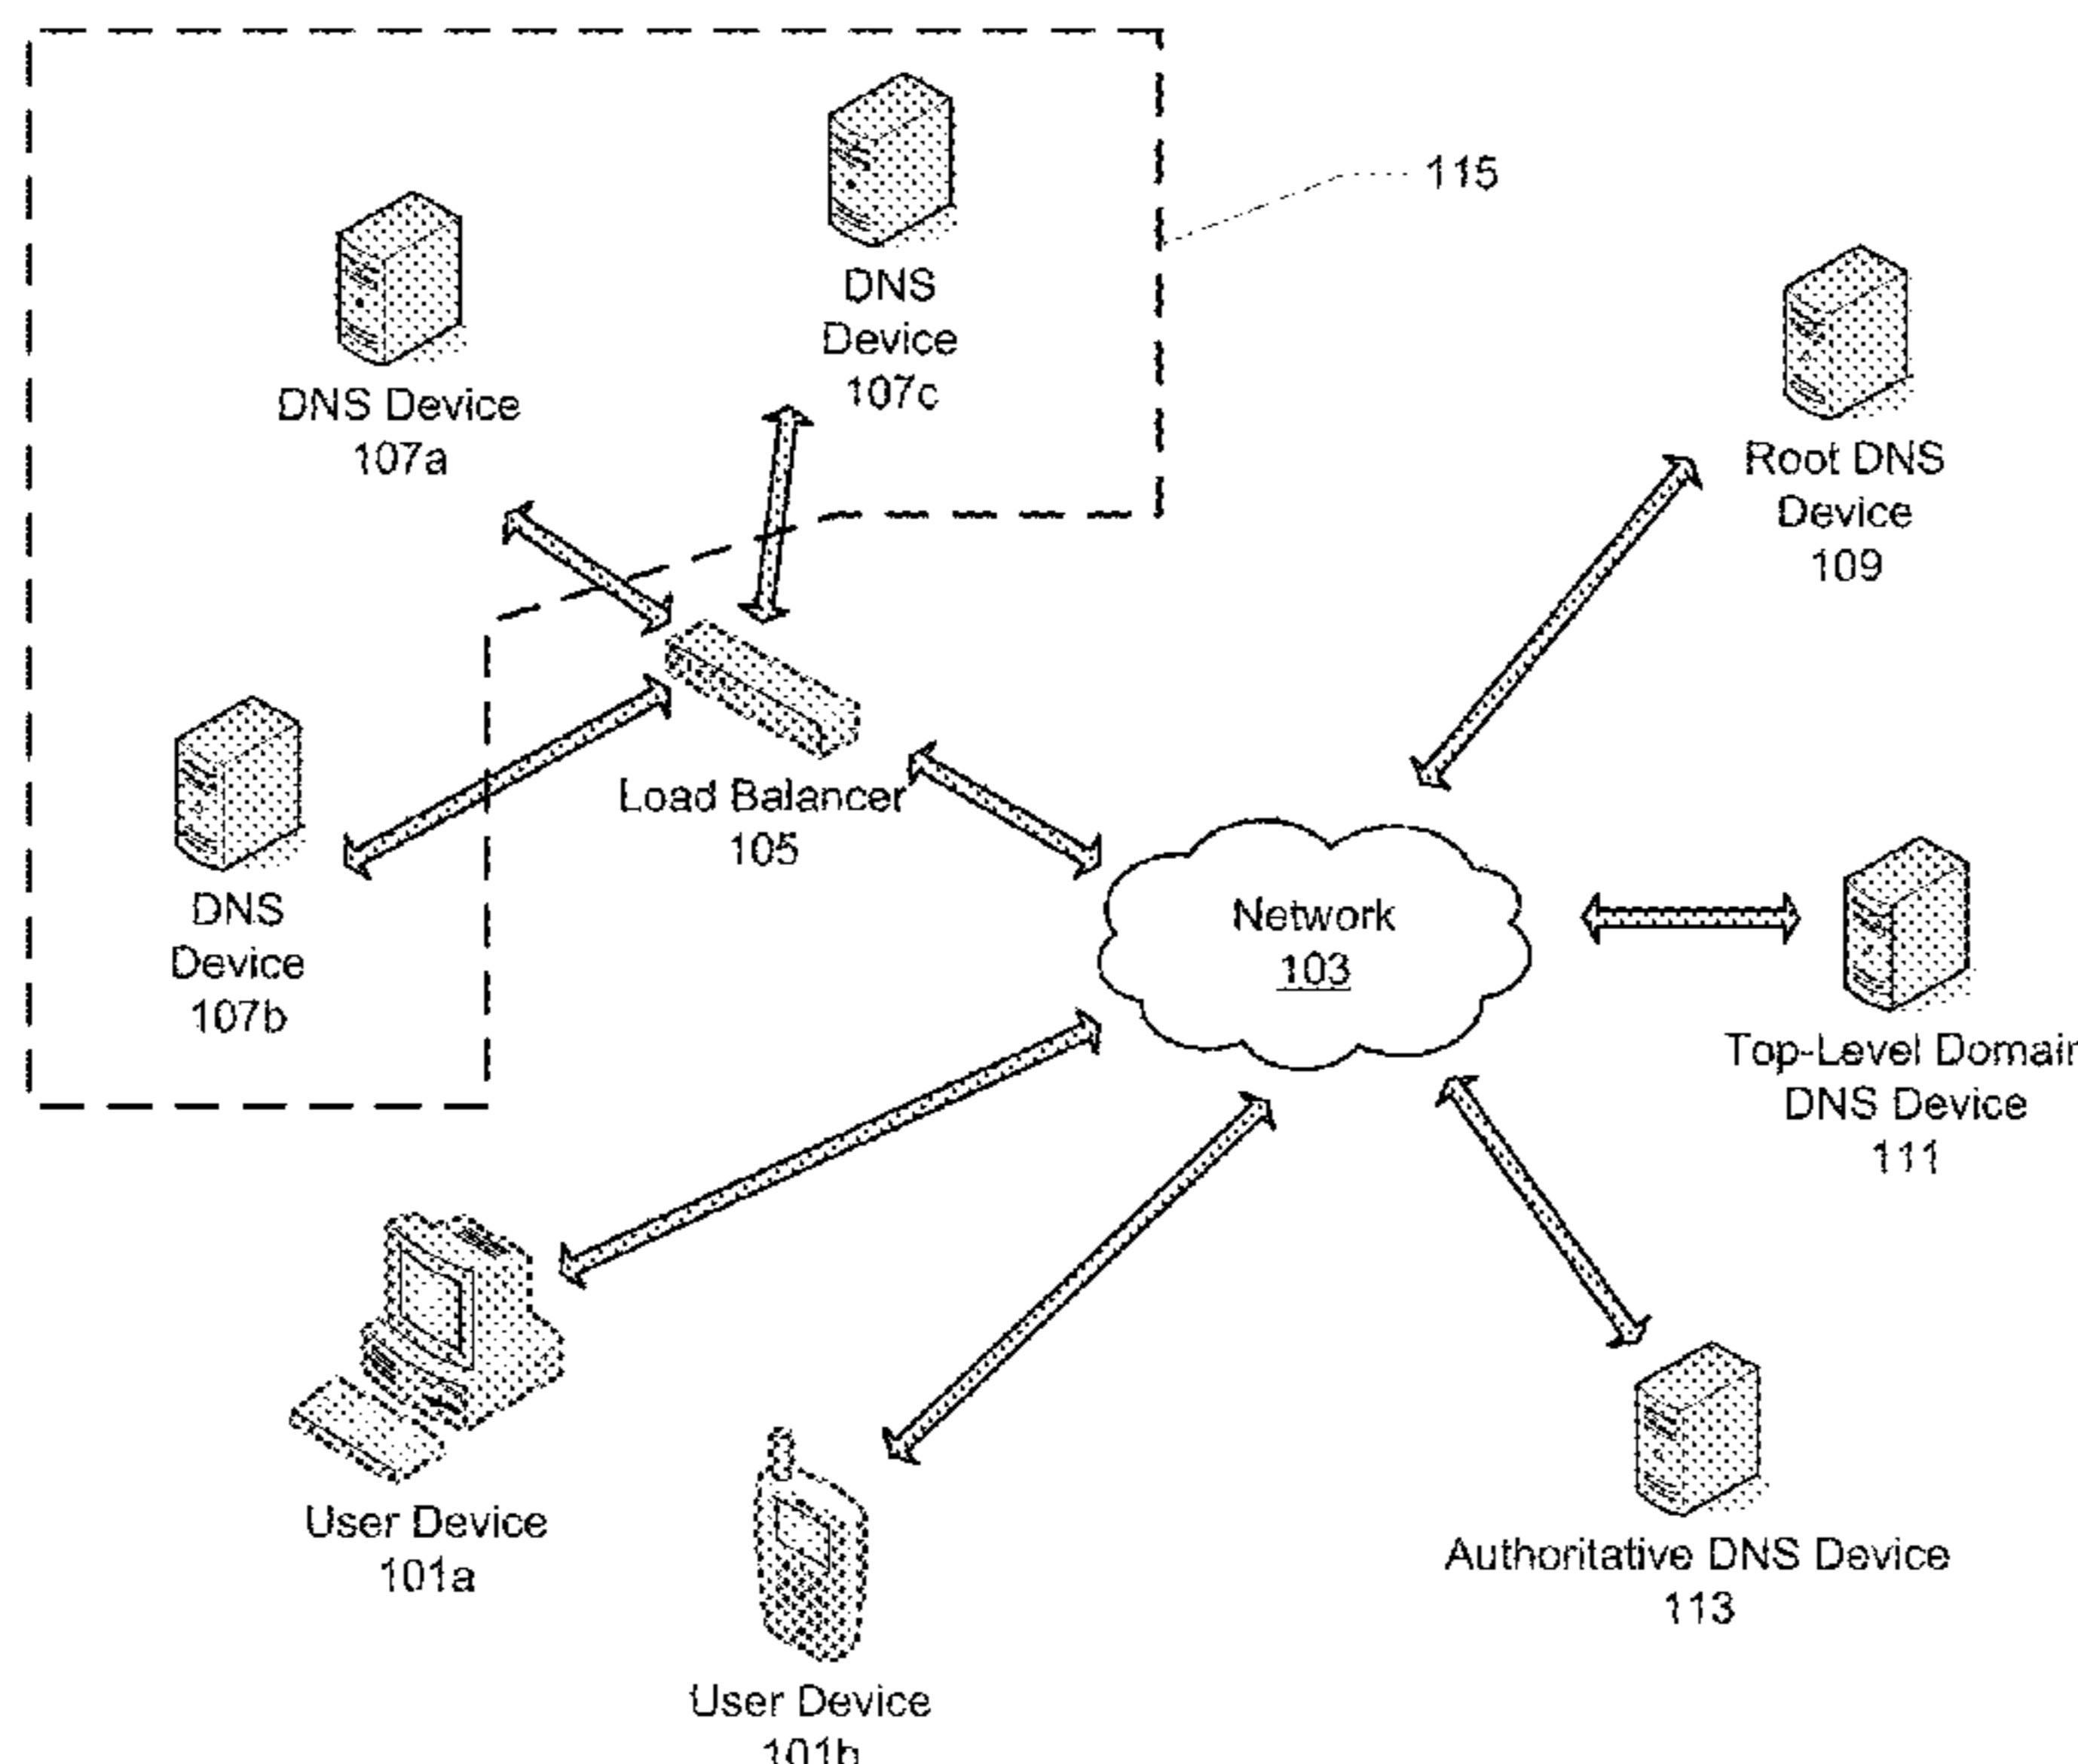 DNS
Device
107c
115
DNS Device
107a
Root DNS
Device
109
Load Balancer
105
DNS
Device
107b
Network
103
Top-Level Domain
DNS Device
111
User Device
101a
Authoritative DNS Device
113
User Device
101b